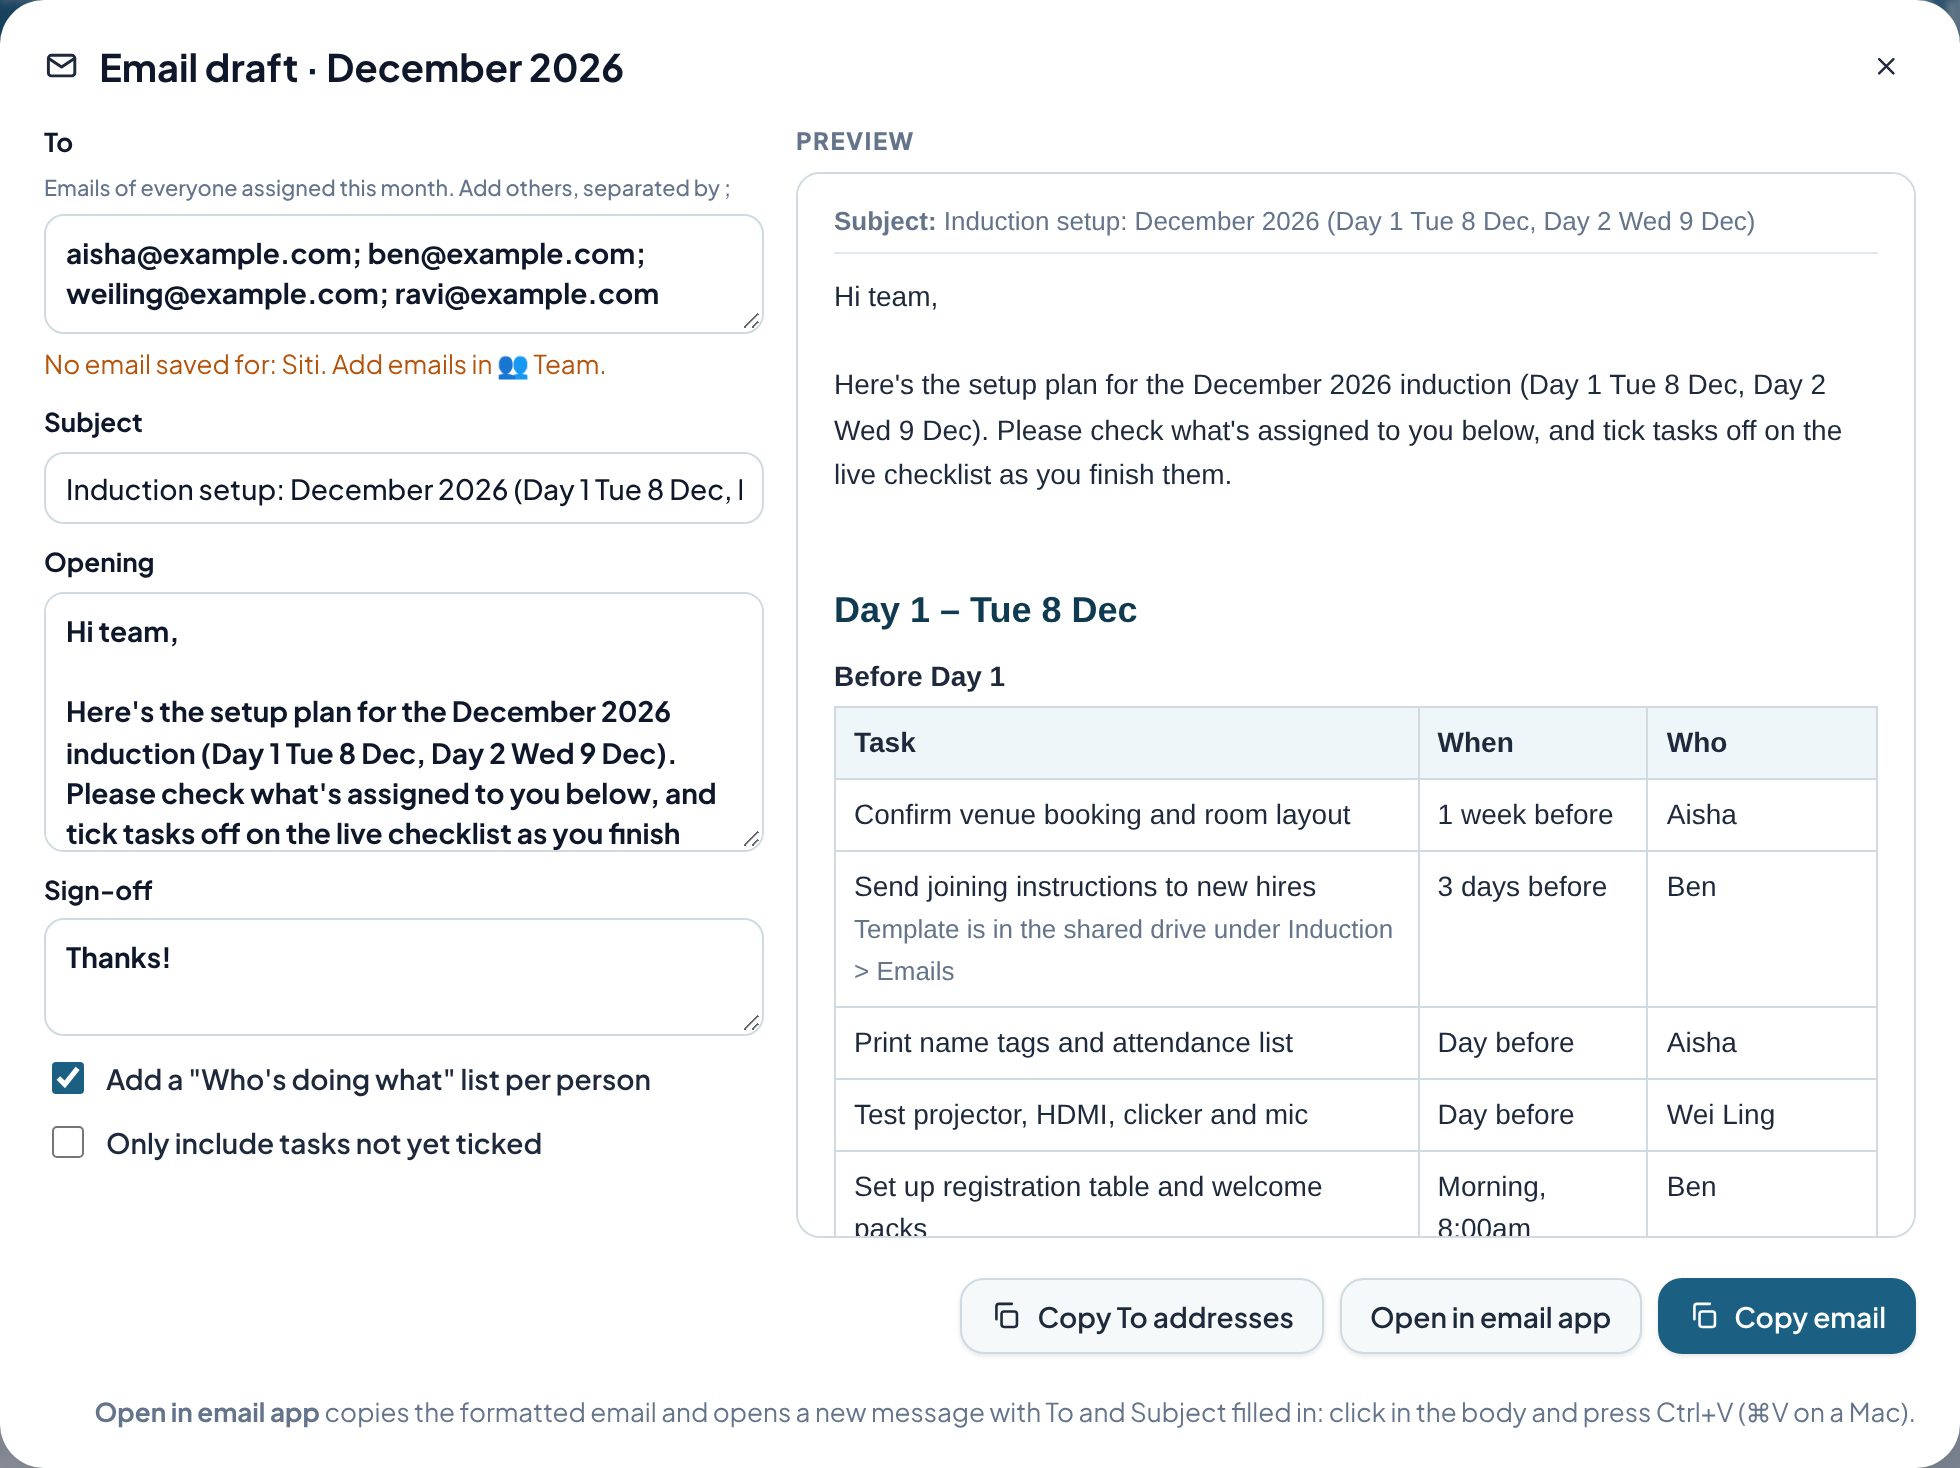 Email draft · December 2026
To
Emails of everyone assigned this month. Add others, separated by ;
aisha@example.com; ben@example.com;
weiling@example.com; ravi@example.com
No email saved for: Siti. Add emails in 👥 Team.
Subject
Induction setup: December 2026 (Day 1 Tue 8 Dec,
Opening
Hi team,
Here's the setup plan for the December 2026
induction (Day 1 Tue 8 Dec, Day 2 Wed 9 Dec).
Please check what's assigned to you below, and
tick tasks off on the live checklist as you finish
Sign-off
Thanks!
Add a "Who's doing what" list per person
Only include tasks not yet ticked
PREVIEW
Subject: Induction setup: December 2026 (Day 1 Tue 8 Dec, Day 2 Wed 9 Dec)
Hi team,
Here's the setup plan for the December 2026 induction (Day 1 Tue 8 Dec, Day 2
Wed 9 Dec). Please check what's assigned to you below, and tick tasks off on the
live checklist as you finish them.
Day 1 – Tue 8 Dec
Before Day 1
Task When Who
Confirm venue booking and room layout 1 week before Aisha
Send joining instructions to new hires 3 days before Ben
Template is in the shared drive under Induction
> Emails
Print name tags and attendance list Day before Aisha
Test projector, HDMI, clicker and mic Day before Wei Ling
Set up registration table and welcome Morning, Ben
packs 8:00am
Copy To addresses
Open in email app
Copy email
Open in email app copies the formatted email and opens a new message with To and Subject filled in: click in the body and press Ctrl+V (⌘V on a Mac).